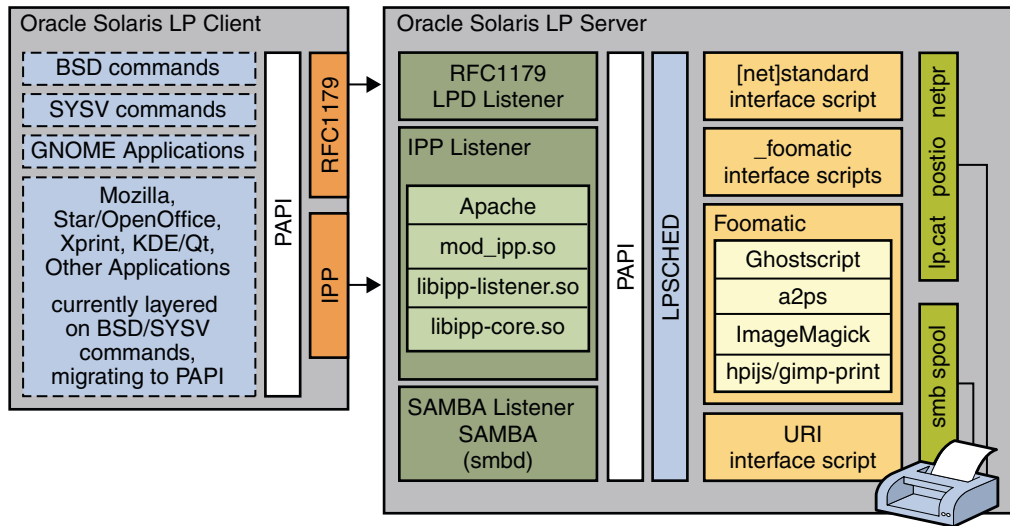 Oracle Solaris LP Client
BSD commands
SYSV commands
GNOME Applications
Mozilla,
Star/OpenOffice,
Xprint, KDE/Qt,
Other Applications
currently layered
on BSD/SYSV
commands,
migrating to PAPI
PAPI
RFC1179
IPP
Oracle Solaris LP Server
RFC1179
LPD Listener
IPP Listener
Apache
mod_ipp.so
libipp-listener.so
libipp-core.so
SAMBA Listener
SAMBA
(smbd)
PAPI
LPSCHED
[net]standard
interface script
_foomatic
interface scripts
Foomatic
Ghostscript
a2ps
ImageMagick
hpijs/gimp-print
URI
interface script
lp.cat postio netpr
smb spool